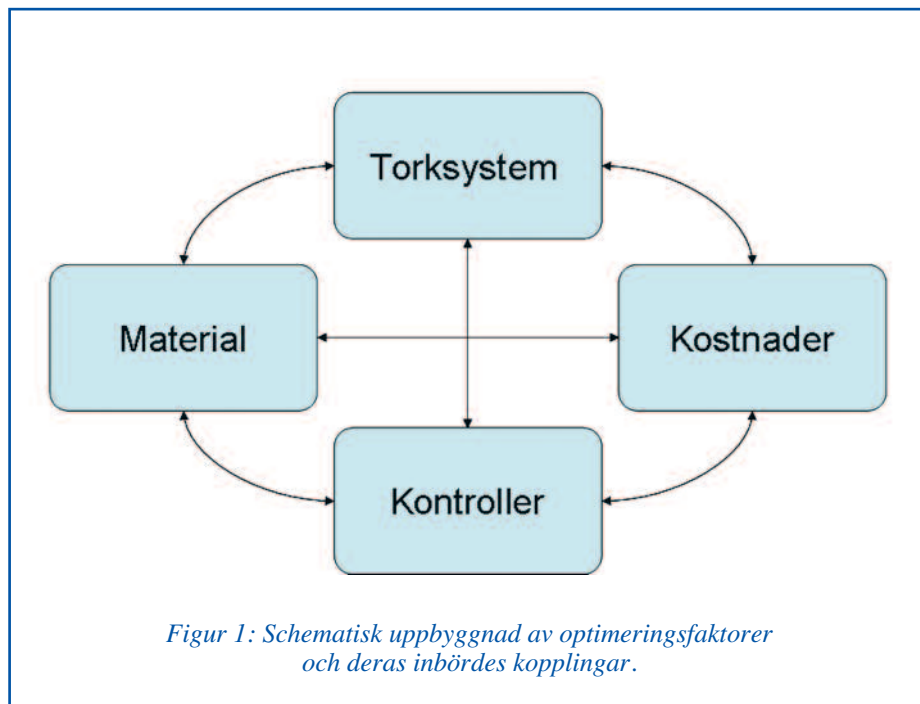 Torksystem
Material
Kostnader
Kontroller
Figur 1: Schematisk uppbyggnad av optimeringsfaktorer
och deras inbördes kopplingar.